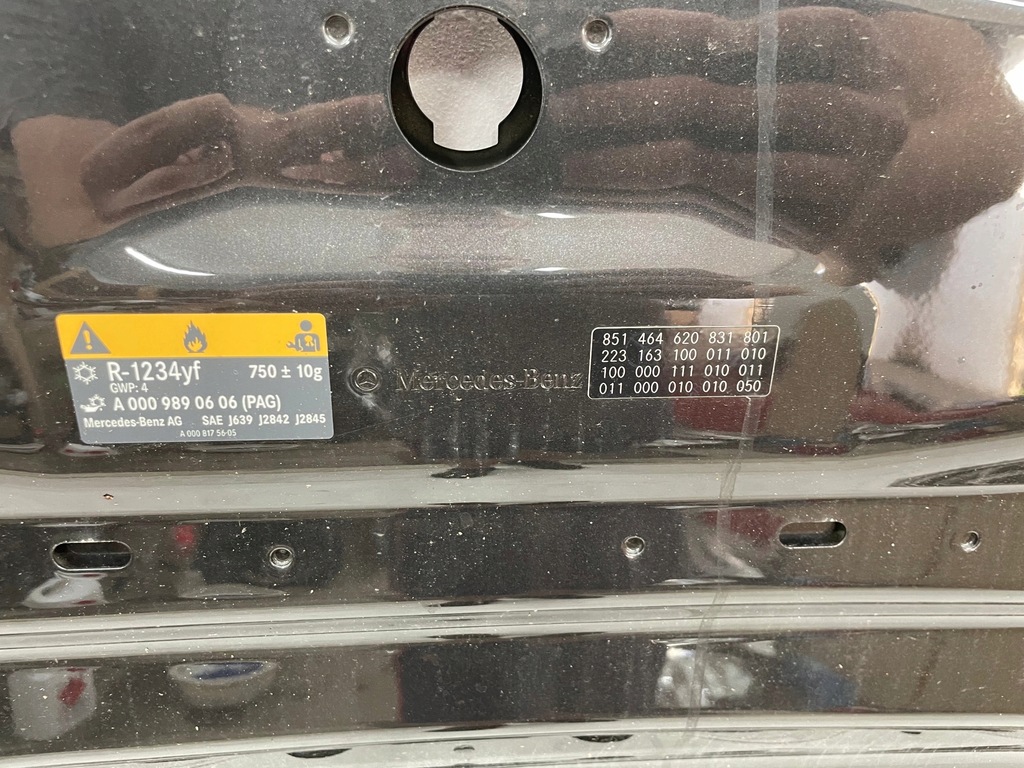 R-1234yf 750 ± 10g
GWP: 4
A 000 989 06 06 (PAG)
Mercedes-Benz AG SAE J639 J2842 J2845
A 000 817 56 05
Mercedes-Benz
851 464 620 831 801
223 163 100 011 010
100 000 111 010 011
011 000 010 010 050